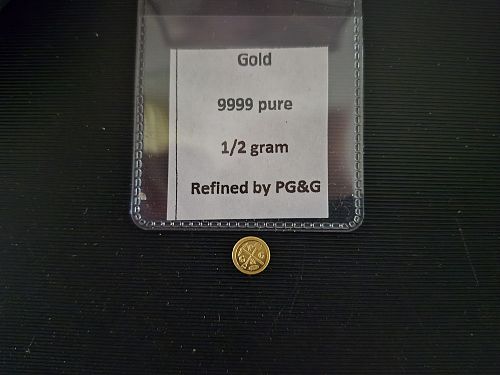 Gold
9999 pure
1/2 gram
Refined by PG&G